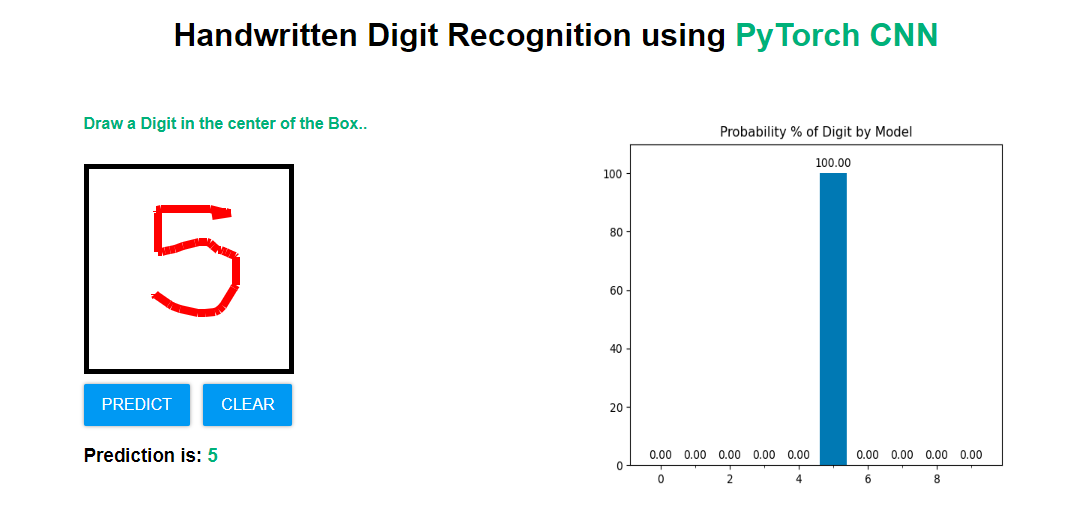 Handwritten Digit Recognition using PyTorch CNN
Draw a Digit in the center of the Box..
5
PREDICT
CLEAR
Prediction is: 5
Probability % of Digit by Model
100.00
100
80
60
40
20
0
0.00 0.00 0.00 0.00 0.00 0.00 0.00 0.00 0.00
0 2 4 6 8